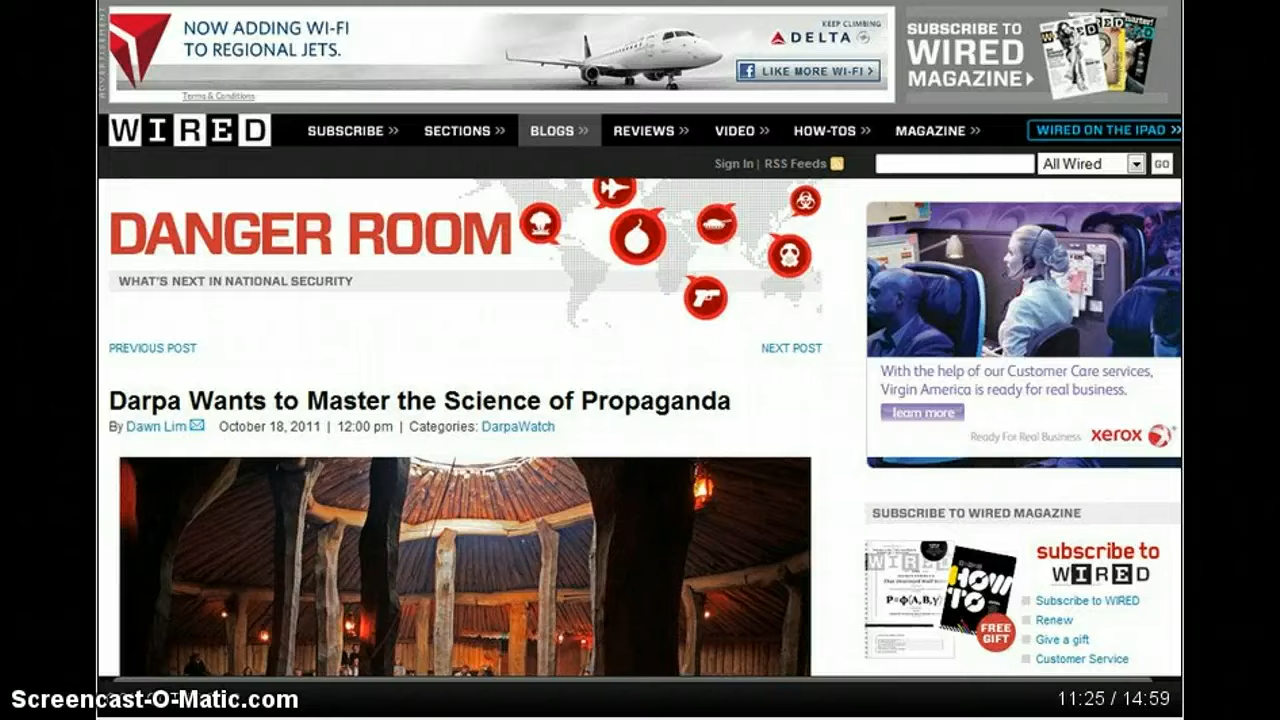 ADVERTISEMENT
NOW ADDING WI-FI
TO REGIONAL JETS.
Terms & Conditions
KEEP CLIMBING
DELTA
LIKE MORE WI-FI >
SUBSCRIBE TO
WIRED
MAGAZINE
WIRED
SUBSCRIBE >> SECTIONS >> BLOGS >> REVIEWS >> VIDEO >> HOW-TOS >> MAGAZINE >> WIRED ON THE IPAD >>
Sign In | RSS Feeds All Wired GO
DANGER ROOM
WHAT'S NEXT IN NATIONAL SECURITY
PREVIOUS POST NEXT POST
Darpa Wants to Master the Science of Propaganda
By Dawn Lim October 18, 2011 | 12:00 pm | Categories: DarpaWatch
With the help of our Customer Care services,
Virgin America is ready for real business.
learn more
Ready For Real Business xerox
SUBSCRIBE TO WIRED MAGAZINE
WIRED
HOW
TO
FREE
GIFT
subscribe to
WIRED
Subscribe to WIRED
Renew
Give a gift
Customer Service
Screencast-O-Matic.com
11:25 / 14:59